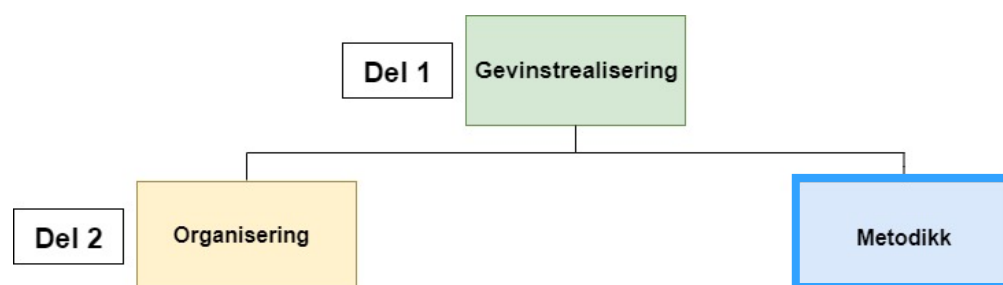 Del 1
Gevinstrealisering
Del 2
Organisering
Metodikk